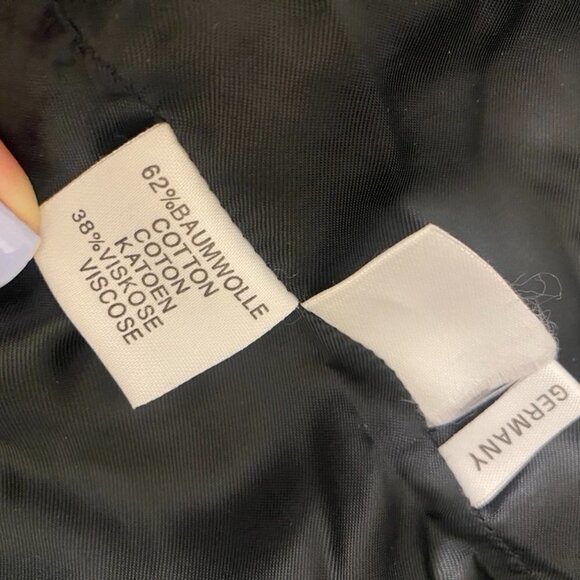 62%BAUMWOLLE
COTTON
COTON
KATOEN
38%VISKOSE
VISCOSE
GERMANY